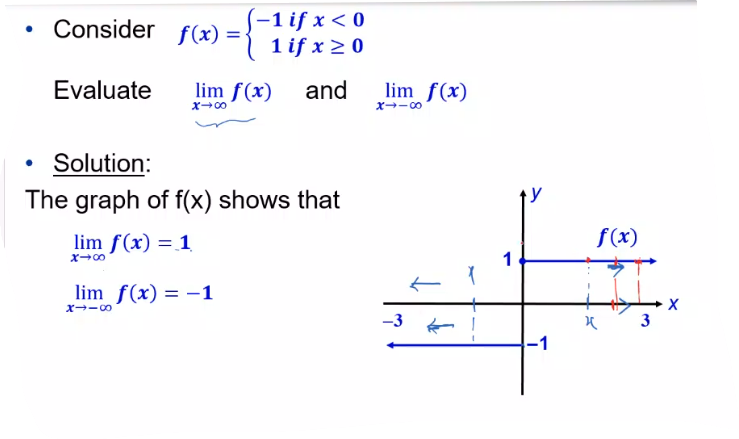 • Consider f(x) = { −1 if x < 0
1 if x ≥ 0
Evaluate lim x→∞ f(x) and lim x→−∞ f(x)
• Solution:
The graph of f(x) shows that
lim x→∞ f(x) = 1
lim x→−∞ f(x) = −1
y
f(x)
1
x
−3
x
3
−1